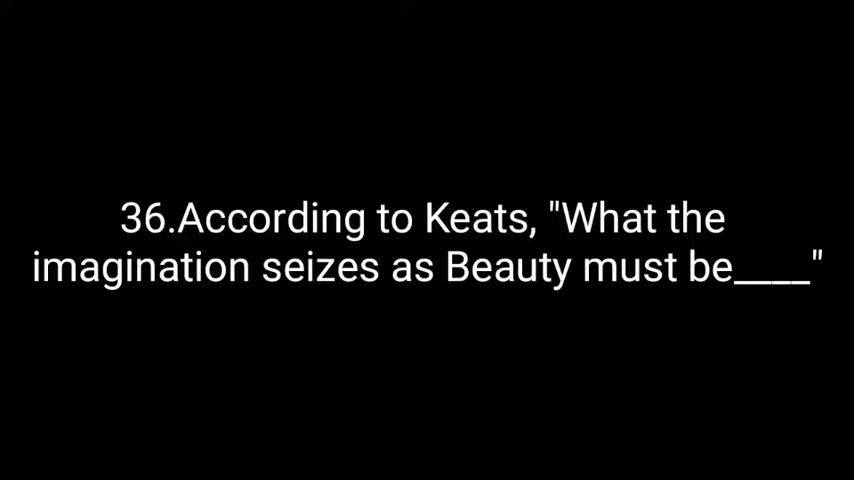 36.According to Keats, "What the
imagination seizes as Beauty must be____"